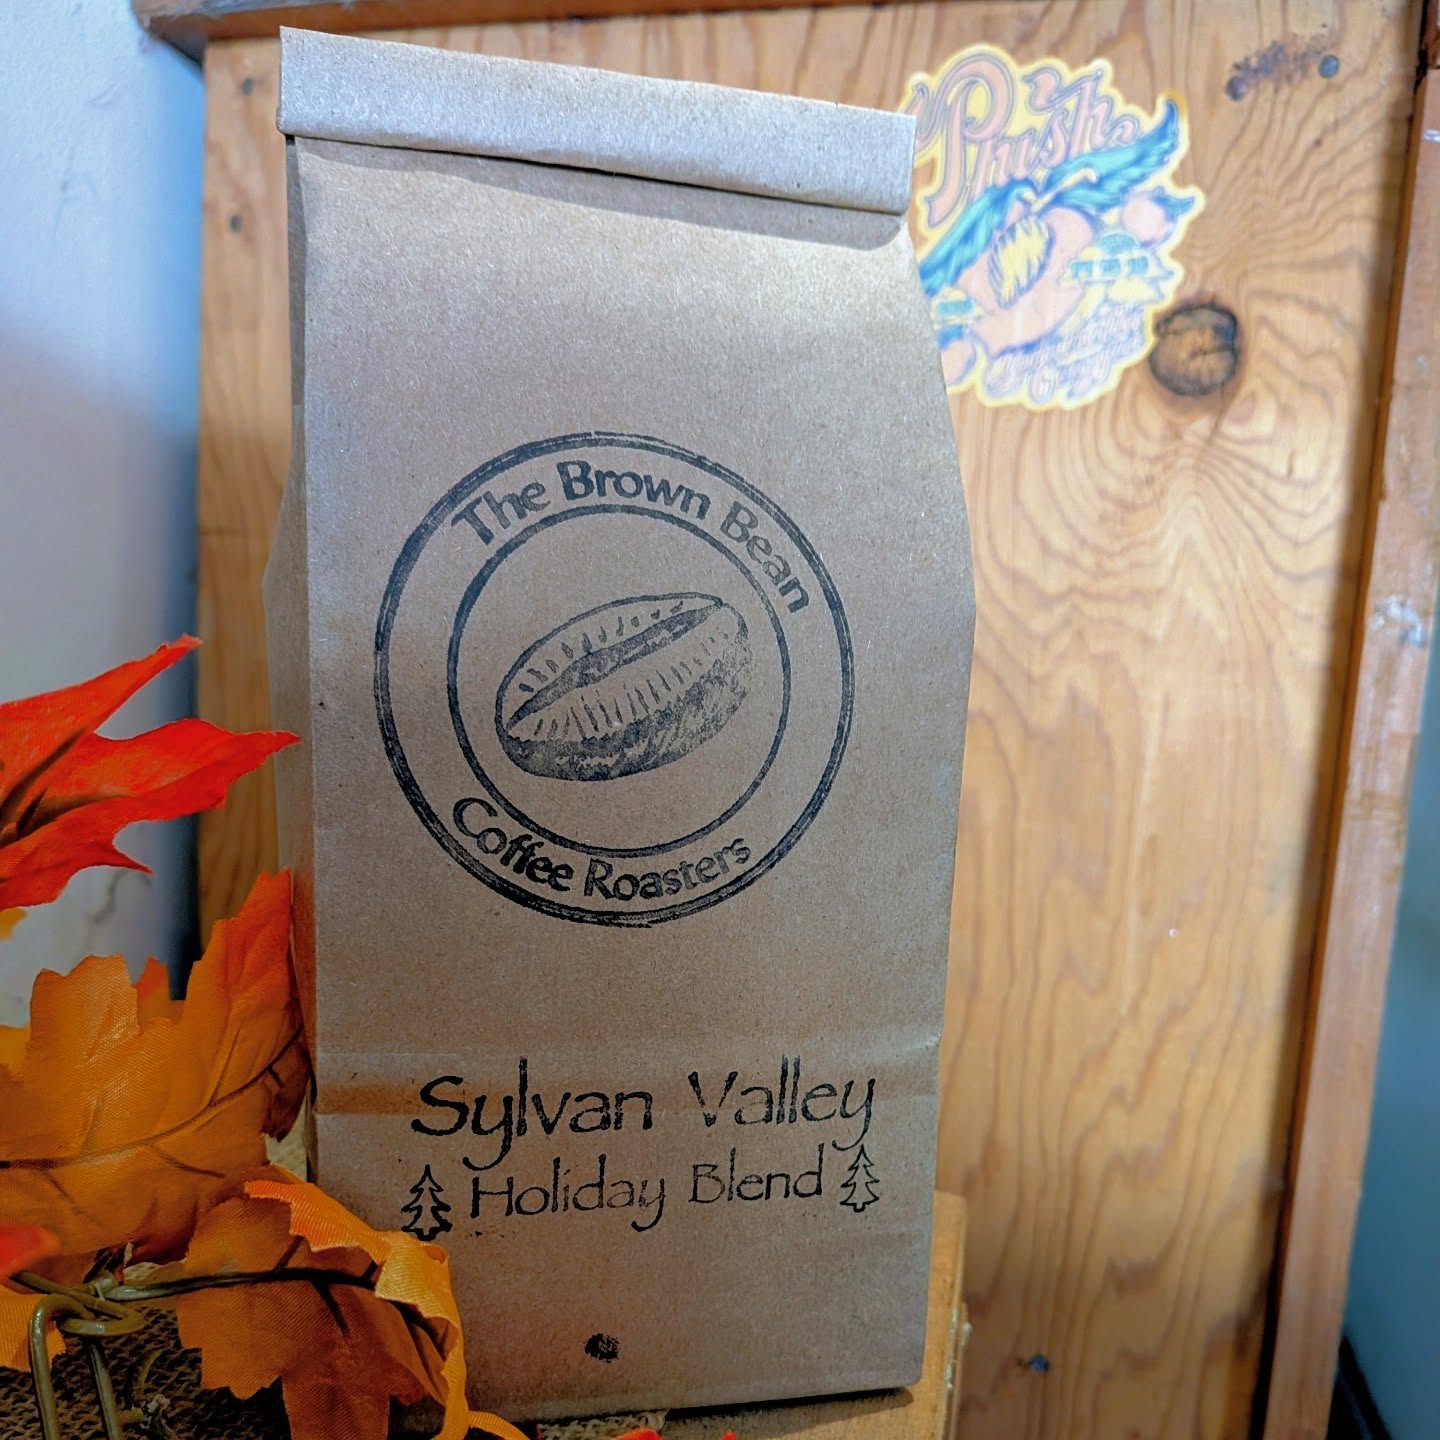 The Brown Bean
Coffee Roasters
Sylvan Valley
Holiday Blend